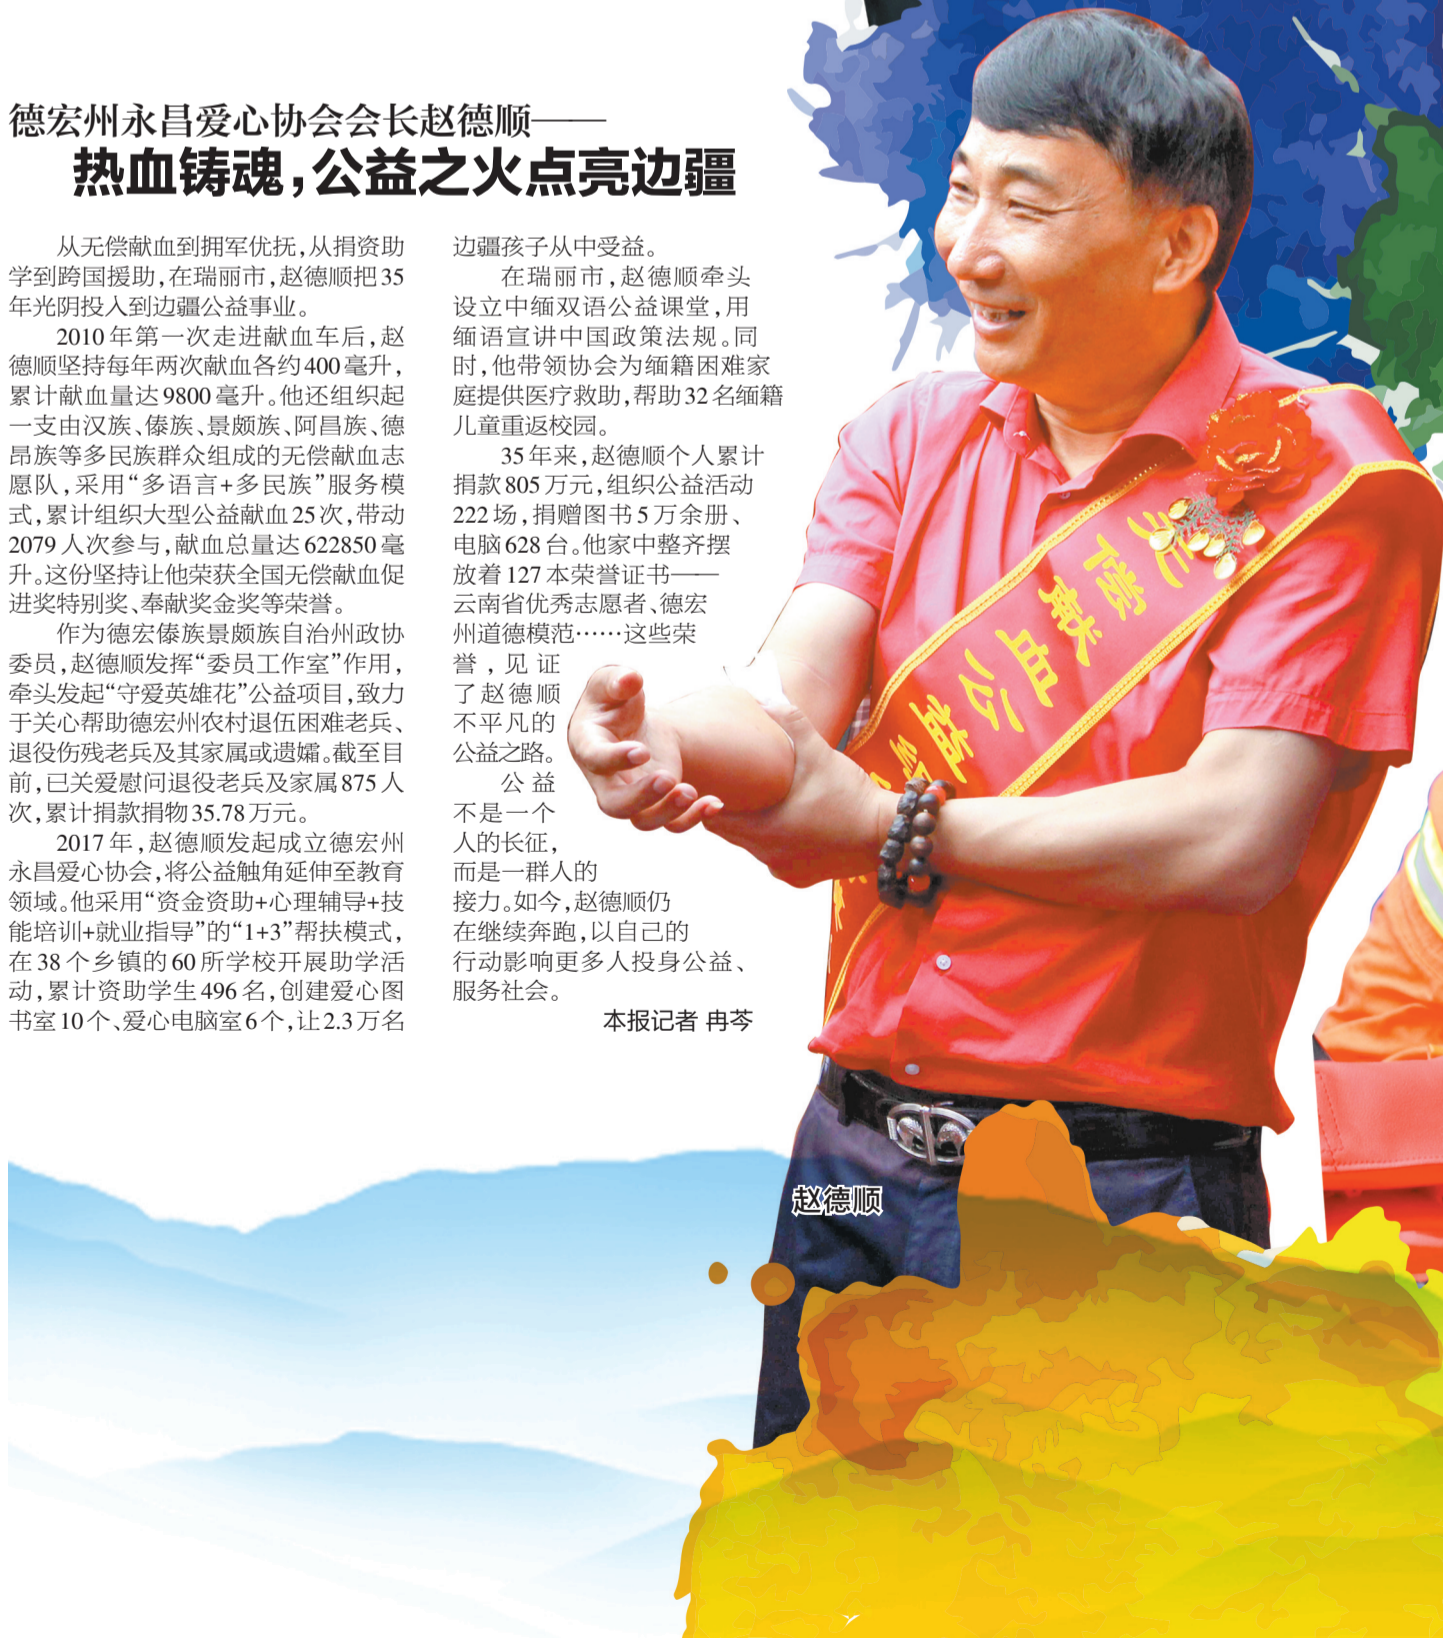 德宏州永昌爱心协会会长赵德顺——
热血铸魂，公益之火点亮边疆
从无偿献血到拥军优抚，从捐资助
学到跨国援助，在瑞丽市，赵德顺把35
年光阴投入到边疆公益事业。
2010年第一次走进献血车后，赵
德顺坚持每年两次献血各约400毫升，
累计献血量达9800毫升。他还组织起
一支由汉族、傣族、景颇族、阿昌族、德
昂族等多民族群众组成的无偿献血志
愿队，采用“多语言+多民族”服务模
式，累计组织大型公益献血25次，带动
2079人次参与，献血总量达622850毫
升。这份坚持让他荣获全国无偿献血促
进奖特别奖、奉献奖金奖等荣誉。
作为德宏傣族景颇族自治州政协
委员，赵德顺发挥“委员工作室”作用，
牵头发起“守爱英雄花”公益项目，致力
于关心帮助德宏州农村退伍困难老兵、
退役伤残老兵及其家属或遗孀。截至目
前，已关爱慰问退役老兵及家属875人
次，累计捐款捐物35.78万元。
2017年，赵德顺发起成立德宏州
永昌爱心协会，将公益触角延伸至教育
领域。他采用“资金资助+心理辅导+技
能培训+就业指导”的“1+3”帮扶模式，
在38个乡镇的60所学校开展助学活
动，累计资助学生496名，创建爱心图
书室10个、爱心电脑室6个，让2.3万名
边疆孩子从中受益。
在瑞丽市，赵德顺牵头
设立中缅双语公益课堂，用
缅语宣讲中国政策法规。同
时，他带领协会为缅籍困难家
庭提供医疗救助，帮助32名缅籍
儿童重返校园。
35年来，赵德顺个人累计
捐款805万元，组织公益活动
222场，捐赠图书5万余册、
电脑628台。他家中整齐摆
放着127本荣誉证书——
云南省优秀志愿者、德宏
州道德模范……这些荣
誉，见证
了赵德顺
不平凡的
公益之路。
公益
不是一个
人的长征，
而是一群人的
接力。如今，赵德顺仍
在继续奔跑，以自己的
行动影响更多人投身公益、
服务社会。
本报记者 冉芩
无偿献血公益
赵德顺